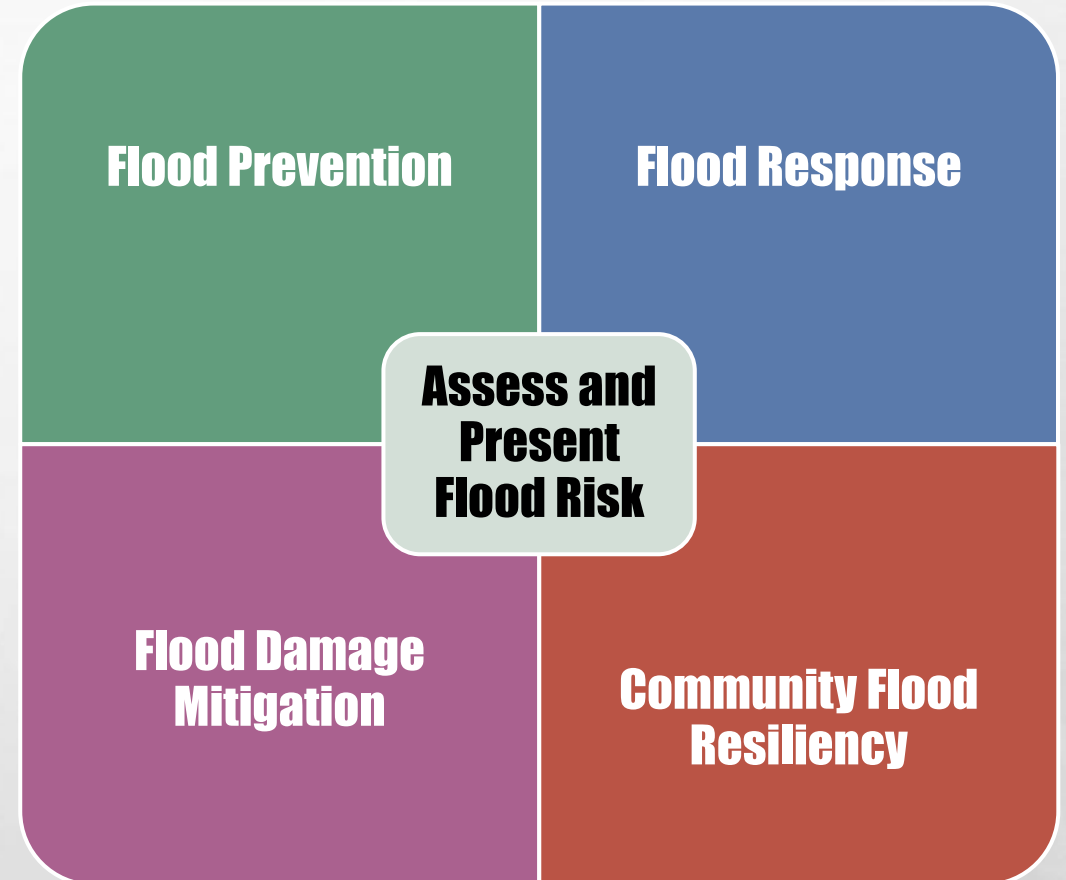 Flood Prevention
Flood Response
Assess and
Present
Flood Risk
Flood Damage
Mitigation
Community Flood
Resiliency